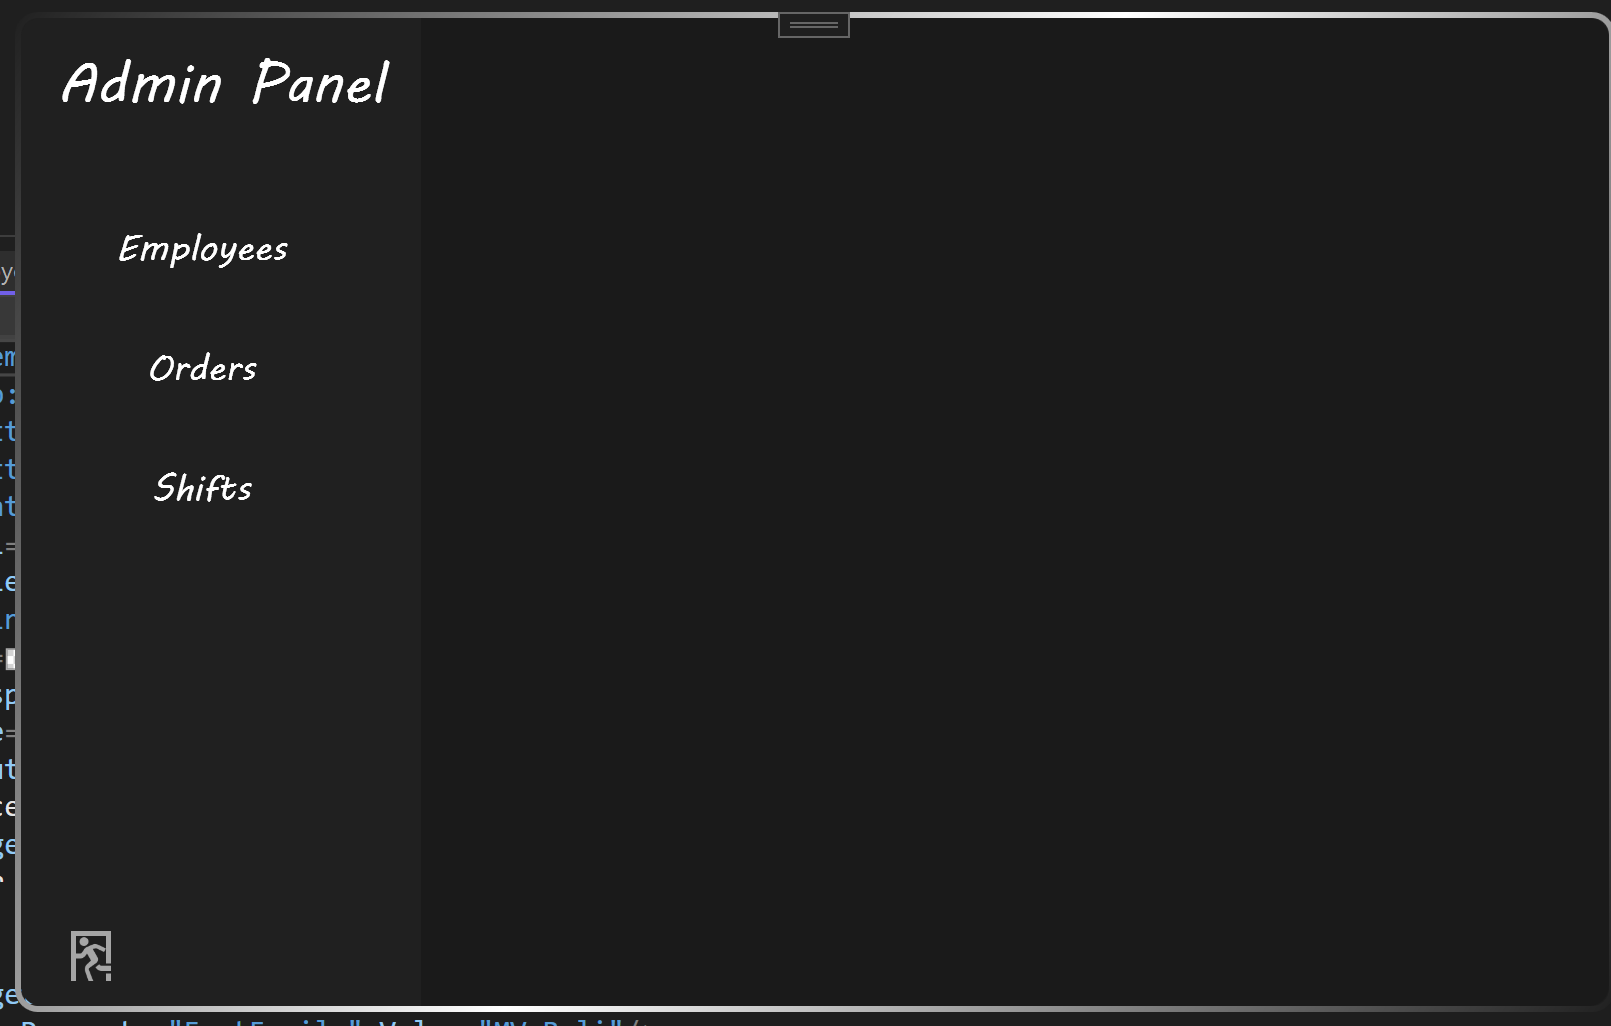 Admin Panel
Employees
Orders
Shifts